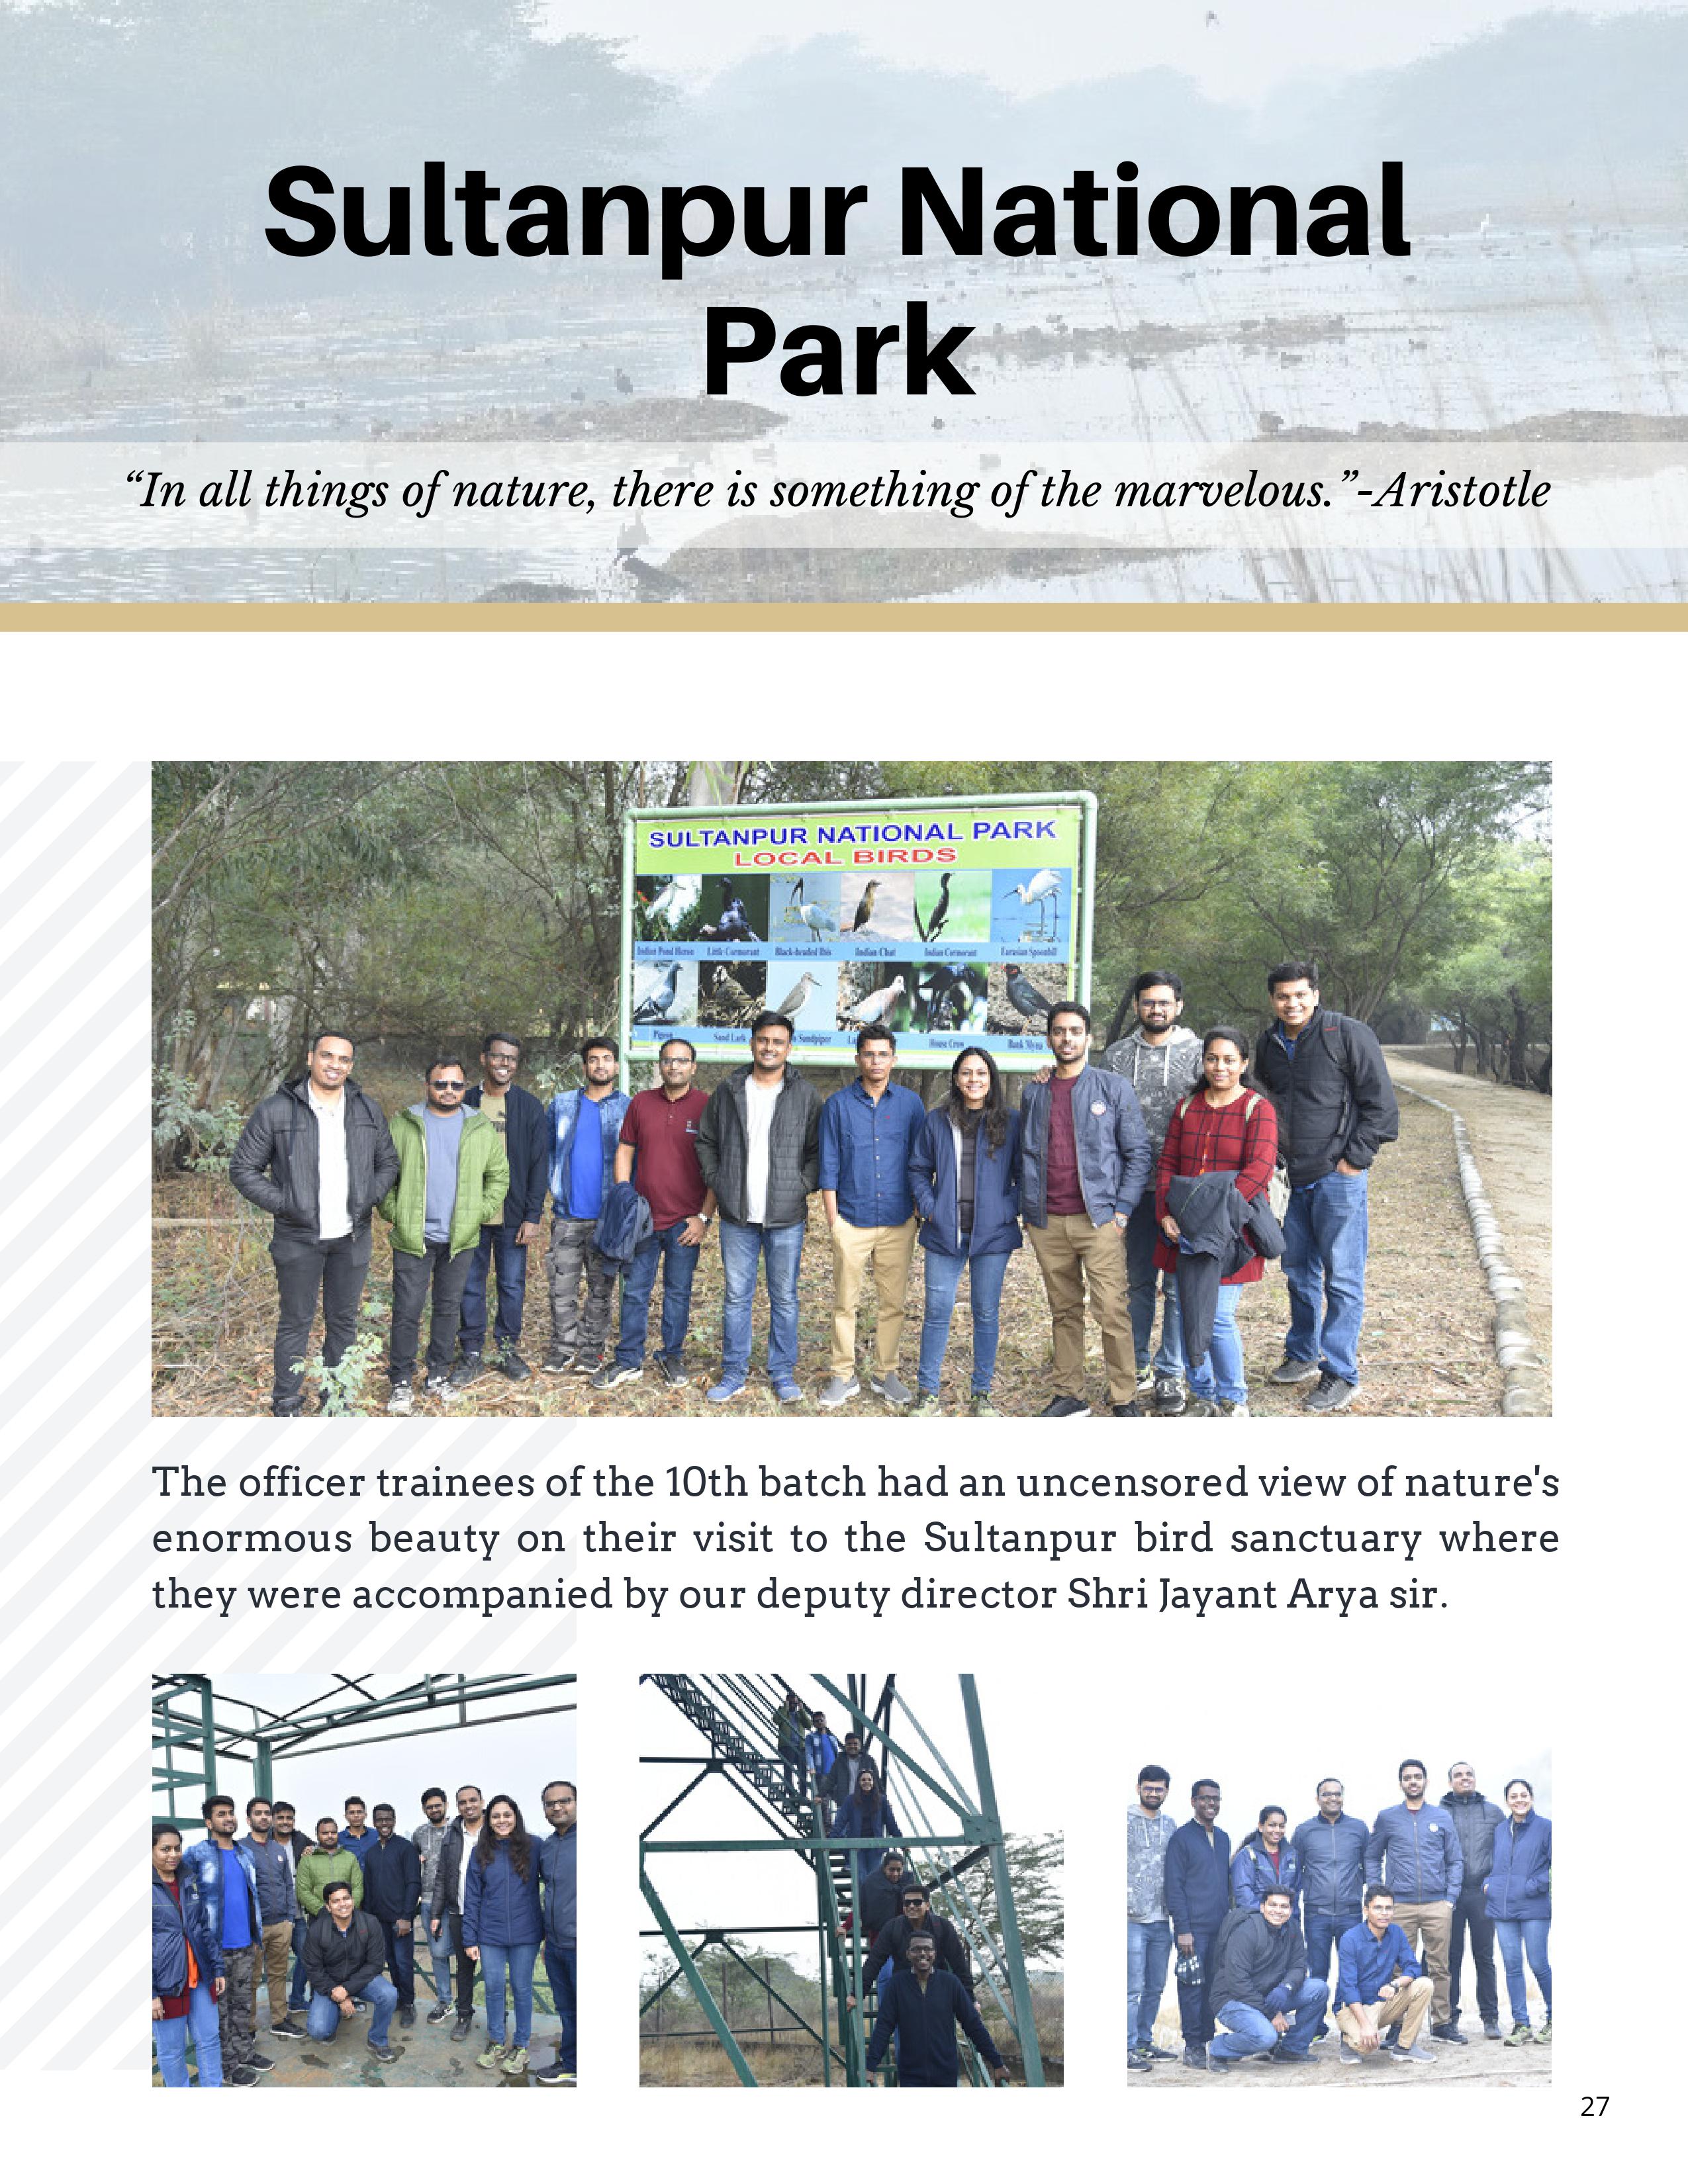 Sultanpur National
Park
“In all things of nature, there is something of the marvelous.”-Aristotle
SULTANPUR NATIONAL PARK
LOCAL BIRDS
Indian Pond Heron Little Cormorant Black-headed Ibis Indian Chat Indian Cormorant Eurasian Spoonbill
Pigeon Sand Lark Sandpiper House Crow Bank Myna
The officer trainees of the 10th batch had an uncensored view of nature's
enormous beauty on their visit to the Sultanpur bird sanctuary where
they were accompanied by our deputy director Shri Jayant Arya sir.
27